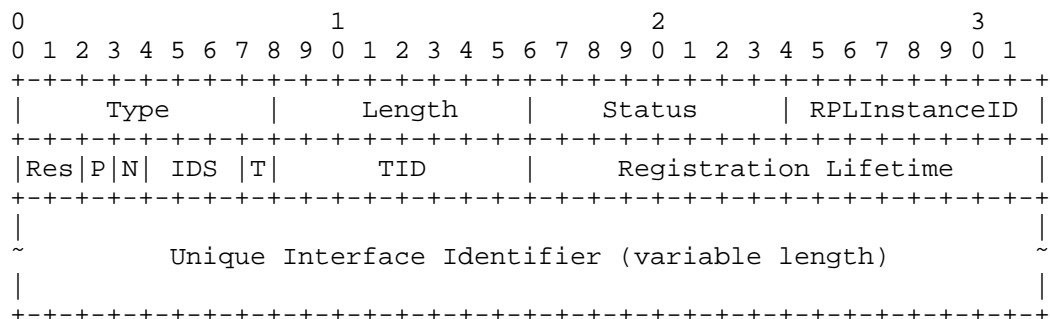 0                   1                   2                   3
0 1 2 3 4 5 6 7 8 9 0 1 2 3 4 5 6 7 8 9 0 1 2 3 4 5 6 7 8 9 0 1
+-+-+-+-+-+-+-+-+-+-+-+-+-+-+-+-+-+-+-+-+-+-+-+-+-+-+-+-+-+-+-+-+
|     Type      |    Length     |    Status     | RPLInstanceID |
+-+-+-+-+-+-+-+-+-+-+-+-+-+-+-+-+-+-+-+-+-+-+-+-+-+-+-+-+-+-+-+-+
|Res|P|N| IDS |T|      TID      |     Registration Lifetime     |
+-+-+-+-+-+-+-+-+-+-+-+-+-+-+-+-+-+-+-+-+-+-+-+-+-+-+-+-+-+-+-+-+
|                                                               |
~         Unique Interface Identifier (variable length)         ~
|                                                               |
+-+-+-+-+-+-+-+-+-+-+-+-+-+-+-+-+-+-+-+-+-+-+-+-+-+-+-+-+-+-+-+-+